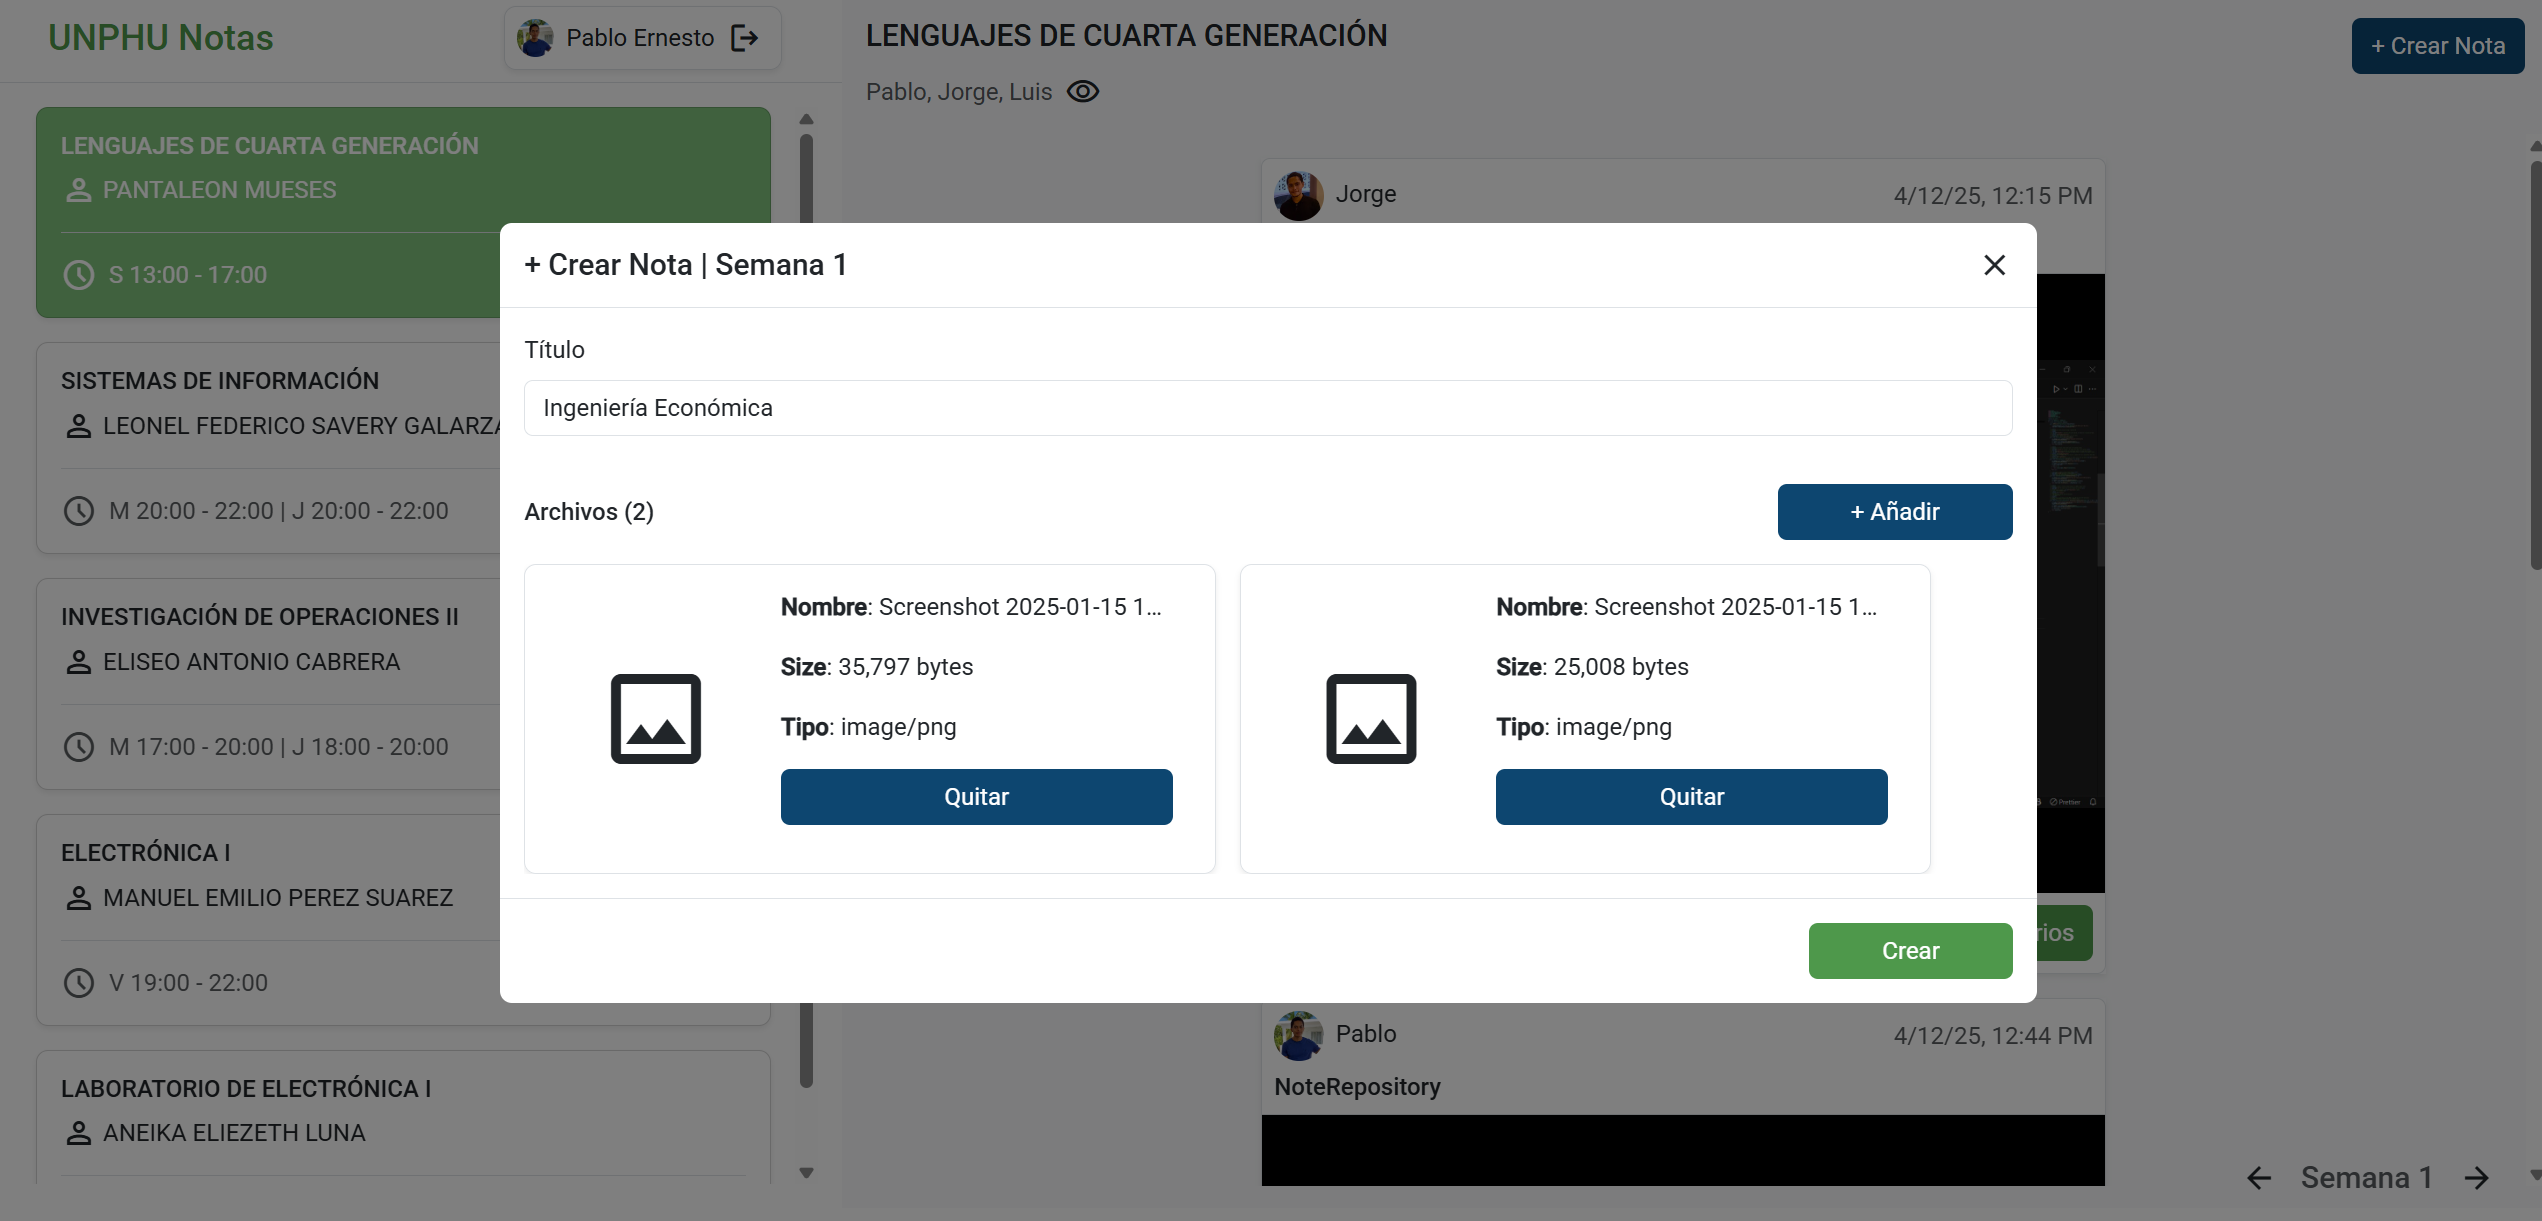 UNPHU Notas
Pablo Ernesto
LENGUAJES DE CUARTA GENERACIÓN
PANTALEON MUESES
S 13:00 - 17:00
SISTEMAS DE INFORMACIÓN
LEONEL FEDERICO SAVERY GALARZA
M 20:00 - 22:00 | J 20:00 - 22:00
INVESTIGACIÓN DE OPERACIONES II
ELISEO ANTONIO CABRERA
M 17:00 - 20:00 | J 18:00 - 20:00
ELECTRÓNICA I
MANUEL EMILIO PEREZ SUAREZ
V 19:00 - 22:00
LABORATORIO DE ELECTRÓNICA I
ANEIKA ELIEZETH LUNA
LENGUAJES DE CUARTA GENERACIÓN
Pablo, Jorge, Luis
+ Crear Nota
Jorge
4/12/25, 12:15 PM
+ Crear Nota | Semana 1
Título
Ingeniería Económica
Archivos (2)
+ Añadir
Nombre: Screenshot 2025-01-15 1...
Size: 35,797 bytes
Tipo: image/png
Quitar
Nombre: Screenshot 2025-01-15 1...
Size: 25,008 bytes
Tipo: image/png
Quitar
Crear
rios
Prettier
Pablo
4/12/25, 12:44 PM
NoteRepository
Semana 1